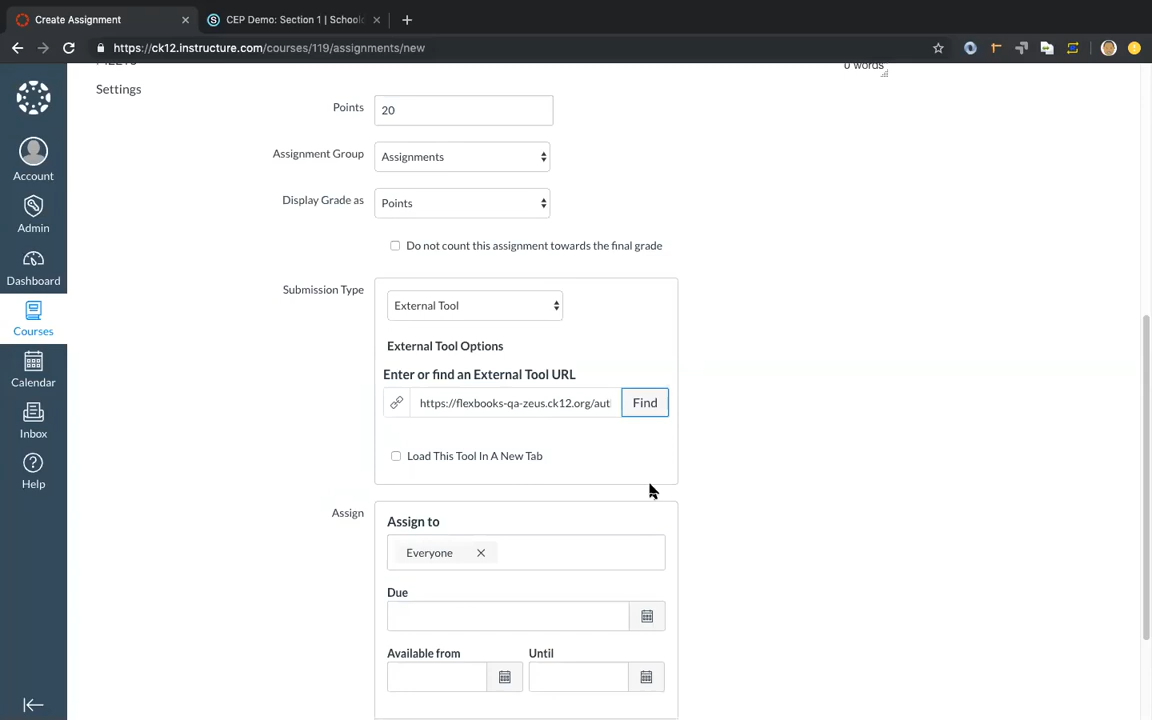 Create Assignment
CEP Demo: Section 1 | Schoolo
https://ck12.instructure.com/courses/119/assignments/new
0 words
Settings
Points
20
Assignment Group
Assignments
Display Grade as
Points
Do not count this assignment towards the final grade
Submission Type
External Tool
External Tool Options
Enter or find an External Tool URL
https://flexbooks-qa-zeus.ck12.org/aut
Find
Load This Tool In A New Tab
Assign
Assign to
Everyone
Due
Available from
Until
Account
Admin
Dashboard
Courses
Calendar
Inbox
Help